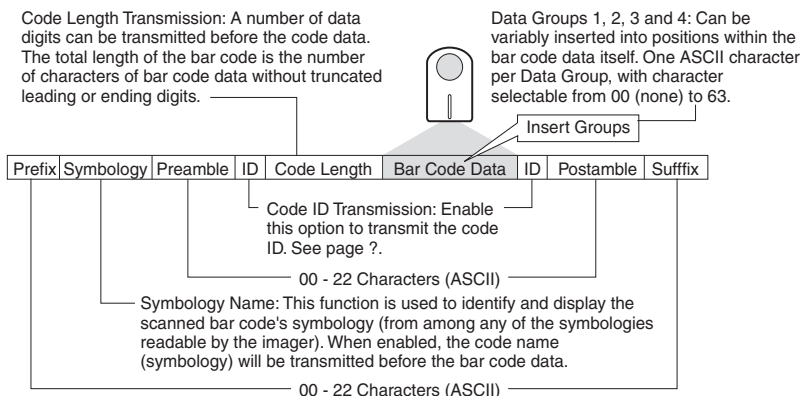 Code Length Transmission: A number of data
digits can be transmitted before the code data.
The total length of the bar code is the number
of characters of bar code data without truncated
leading or ending digits.
Data Groups 1, 2, 3 and 4: Can be
variably inserted into positions within the
bar code data itself. One ASCII character
per Data Group, with character
selectable from 00 (none) to 63.
Insert Groups
Prefix Symbology Preamble ID Code Length Bar Code Data ID Postamble Sufffix
Code ID Transmission: Enable
this option to transmit the code
ID. See page ?.
00 - 22 Characters (ASCII)
Symbology Name: This function is used to identify and display the
scanned bar code's symbology (from among any of the symbologies
readable by the imager). When enabled, the code name
(symbology) will be transmitted before the bar code data.
00 - 22 Characters (ASCII)